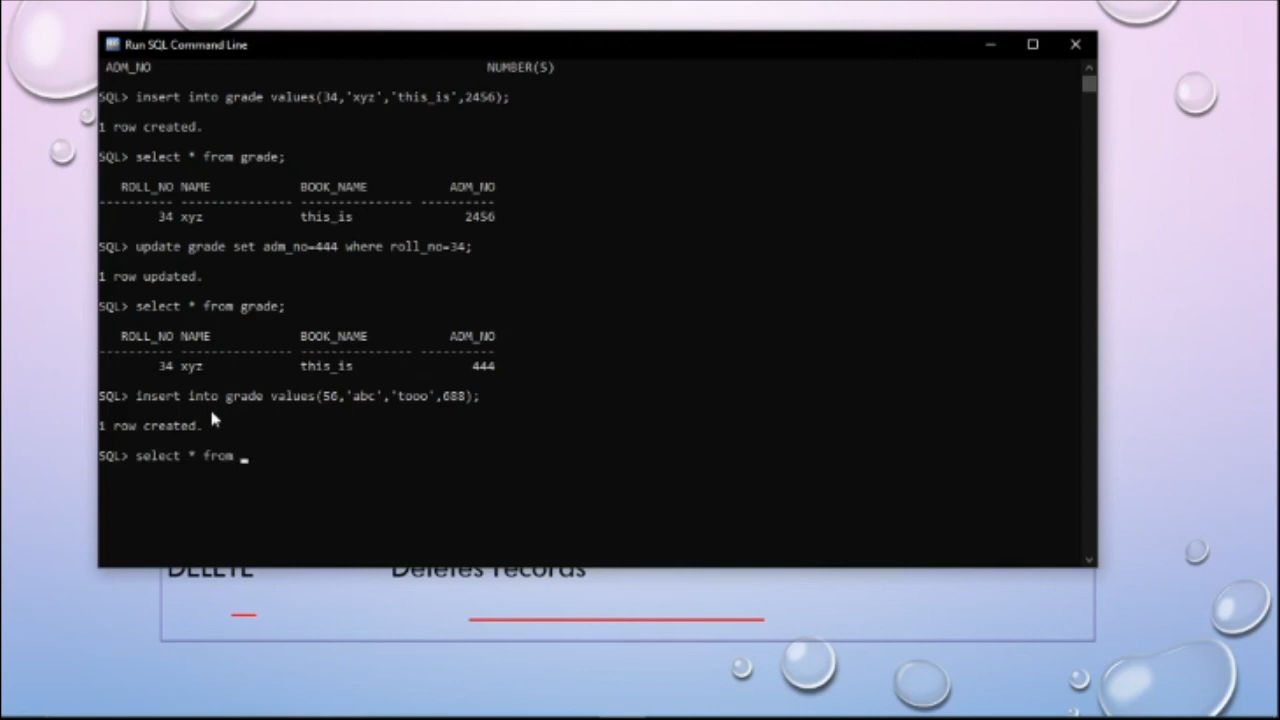 Run SQL Command Line
ADM_NO NUMBER(5)
SQL> insert into grade values(34,'xyz','this_is',2456);
1 row created.
SQL> select * from grade;
ROLL_NO NAME BOOK_NAME ADM_NO
---------- --------------- --------------- ----------
34 xyz this_is 2456
SQL> update grade set adm_no=444 where roll_no=34;
1 row updated.
SQL> select * from grade;
ROLL_NO NAME BOOK_NAME ADM_NO
---------- --------------- --------------- ----------
34 xyz this_is 444
SQL> insert into grade values(56,'abc','tooo',688);
1 row created.
SQL> select * from _
DELETE Deletes records